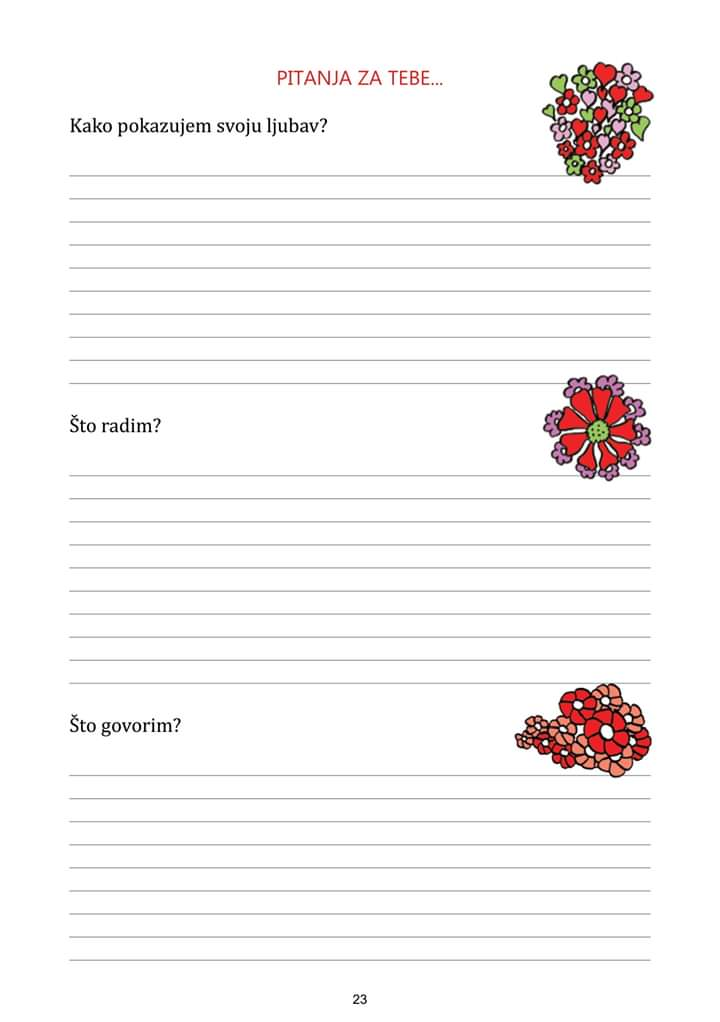 PITANJA ZA TEBE...
Kako pokazujem svoju ljubav?
Što radim?
Što govorim?
23